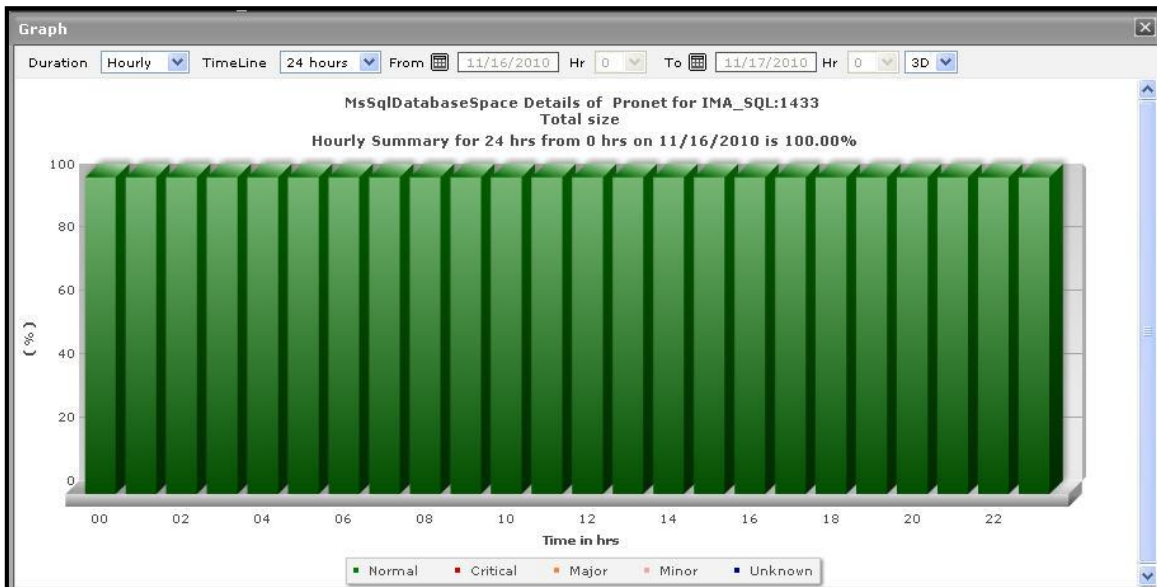 Graph
Duration Hourly TimeLine 24 hours From 11/16/2010 Hr 0 To 11/17/2010 Hr 0 3D
MsSqlDatabaseSpace Details of Pronet for IMA_SQL:1433
Total size
Hourly Summary for 24 hrs from 0 hrs on 11/16/2010 is 100.00%
100
80
60
40
20
0
( % )
00 02 04 06 08 10 12 14 16 18 20 22
Time in hrs
Normal Critical Major Minor Unknown